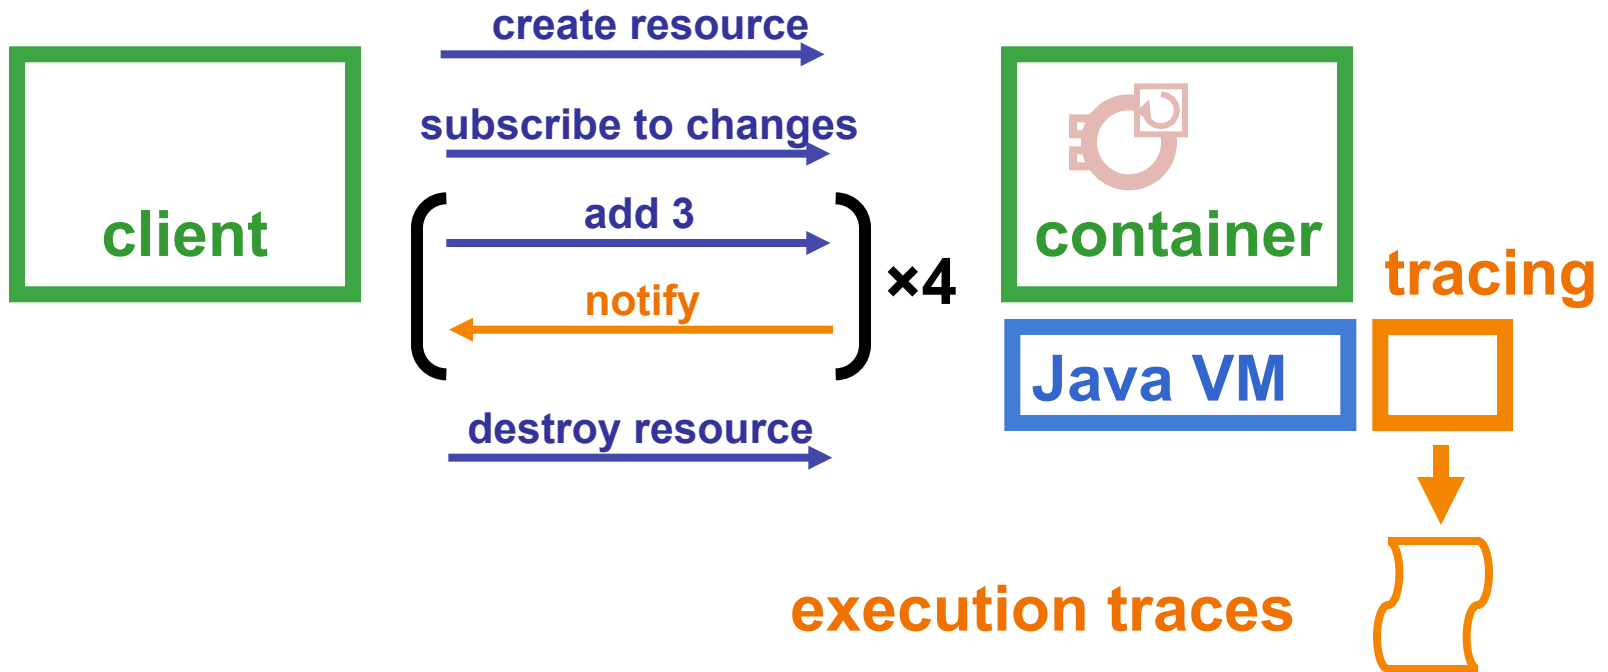 create resource
subscribe to changes
add 3
client
container
tracing
notify
×4
Java VM
destroy resource
execution traces